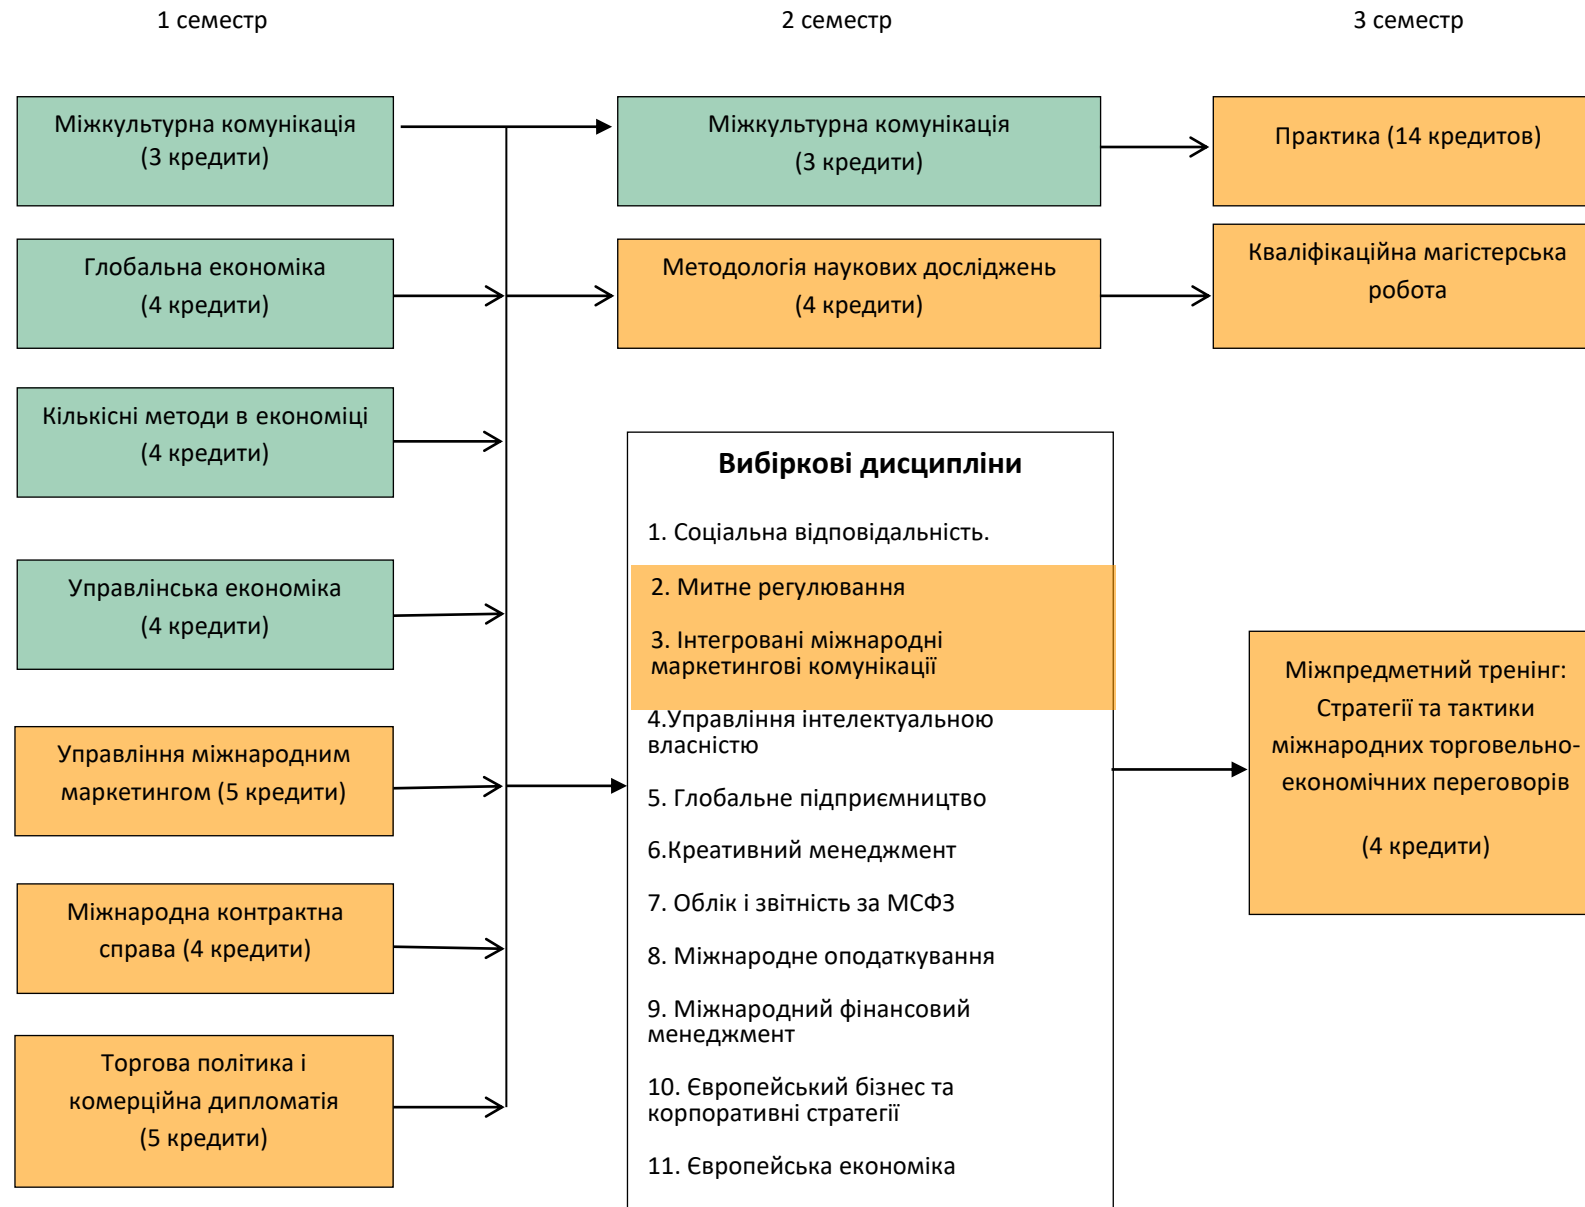 1 семестр
2 семестр
3 семестр
Міжкультурна комунікація
(3 кредити)
Глобальна економіка
(4 кредити)
Кількісні методи в економіці
(4 кредити)
Управлінська економіка
(4 кредити)
Управління міжнародним
маркетингом (5 кредити)
Міжнародна контрактна
справа (4 кредити)
Торгова політика і
комерційна дипломатія
(5 кредити)
Міжкультурна комунікація
(3 кредити)
Методологія наукових досліджень
(4 кредити)
Вибіркові дисципліни
1. Соціальна відповідальність.
2. Митне регулювання
3. Інтегровані міжнародні
маркетингові комунікації
4.Управління інтелектуальною
власністю
5. Глобальне підприємництво
6.Креативний менеджмент
7. Облік і звітність за МСФЗ
8. Міжнародне оподаткування
9. Міжнародний фінансовий
менеджмент
10. Європейський бізнес та
корпоративні стратегії
11. Європейська економіка
Практика (14 кредитов)
Кваліфікаційна магістерська
робота
Міжпредметний тренінг:
Стратегії та тактики
міжнародних торговельно-
економічних переговорів
(4 кредити)